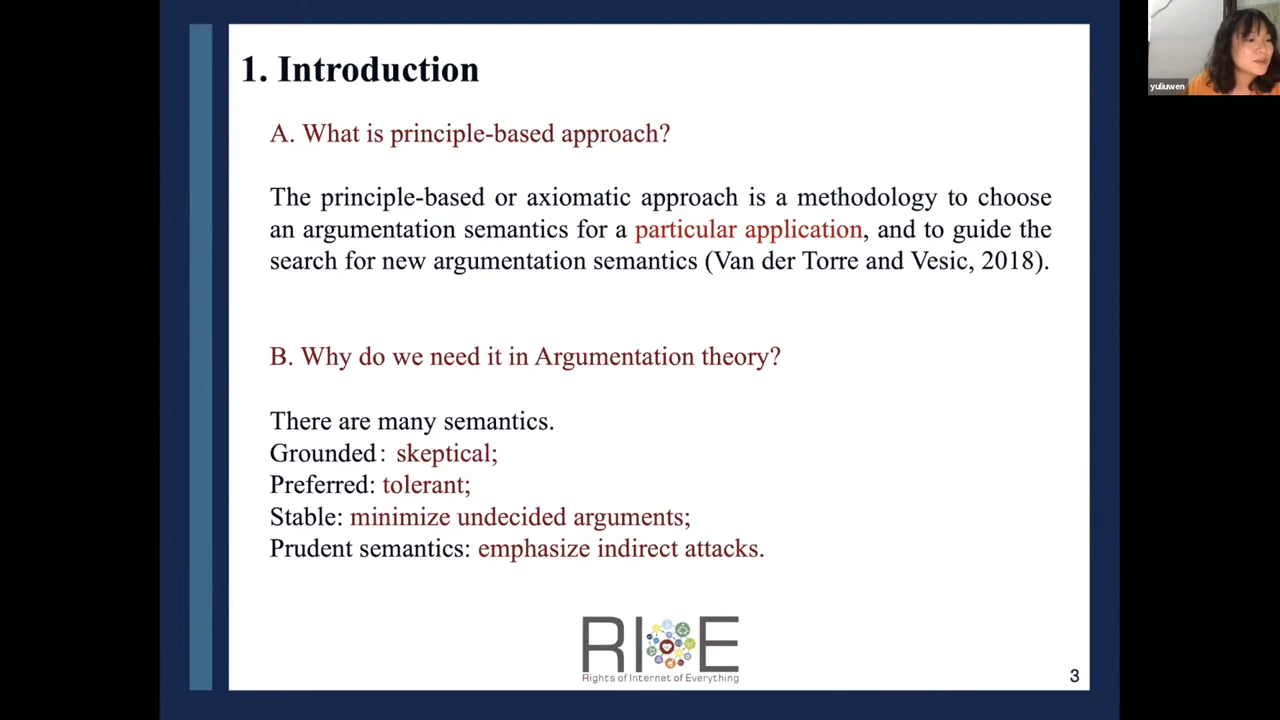 1. Introduction
A. What is principle-based approach?
The principle-based or axiomatic approach is a methodology to choose
an argumentation semantics for a particular application, and to guide the
search for new argumentation semantics (Van der Torre and Vesic, 2018).
B. Why do we need it in Argumentation theory?
There are many semantics.
Grounded: skeptical;
Preferred: tolerant;
Stable: minimize undecided arguments;
Prudent semantics: emphasize indirect attacks.
RIOE
Rights of Internet of Everything
3
yuliuwen